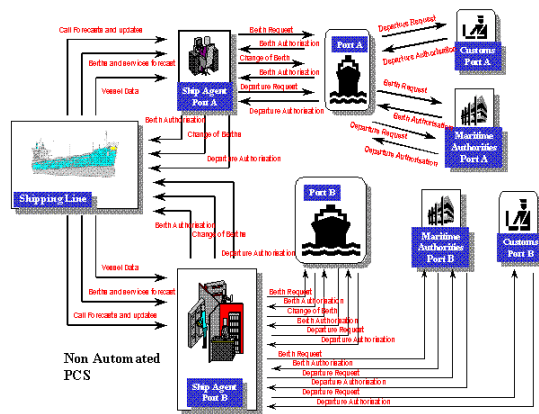 Call Forecasts and updates
Berths and services forecast
Vessel Data
Ship Agent
Port A
Berth Request
Berth Authorisation
Change of Berth
Berth Authorisation
Departure Request
Departure Authorisation
Port A
Departure Request
Departure Authorisation
Customs
Port A
Berth Request
Berth Authorisation
Departure Request
Departure Authorisation
Maritime
Authorities
Port A
Berth Authorisation
Change of Berths
Departure Authorisation
Shipping Line
Berth Authorisation
Change of Berths
Departure Authorisation
Port B
Maritime
Authorities
Port B
Customs
Port B
Vessel Data
Berths and services forecast
Call Forecasts and updates
Berth Request
Berth Authorisation
Change of Berth
Berth Authorisation
Departure Request
Departure Authorisation
Berth Request
Berth Authorisation
Departure Request
Departure Authorisation
Departure Request
Departure Authorisation
Non Automated
PCS
Ship Agent
Port B